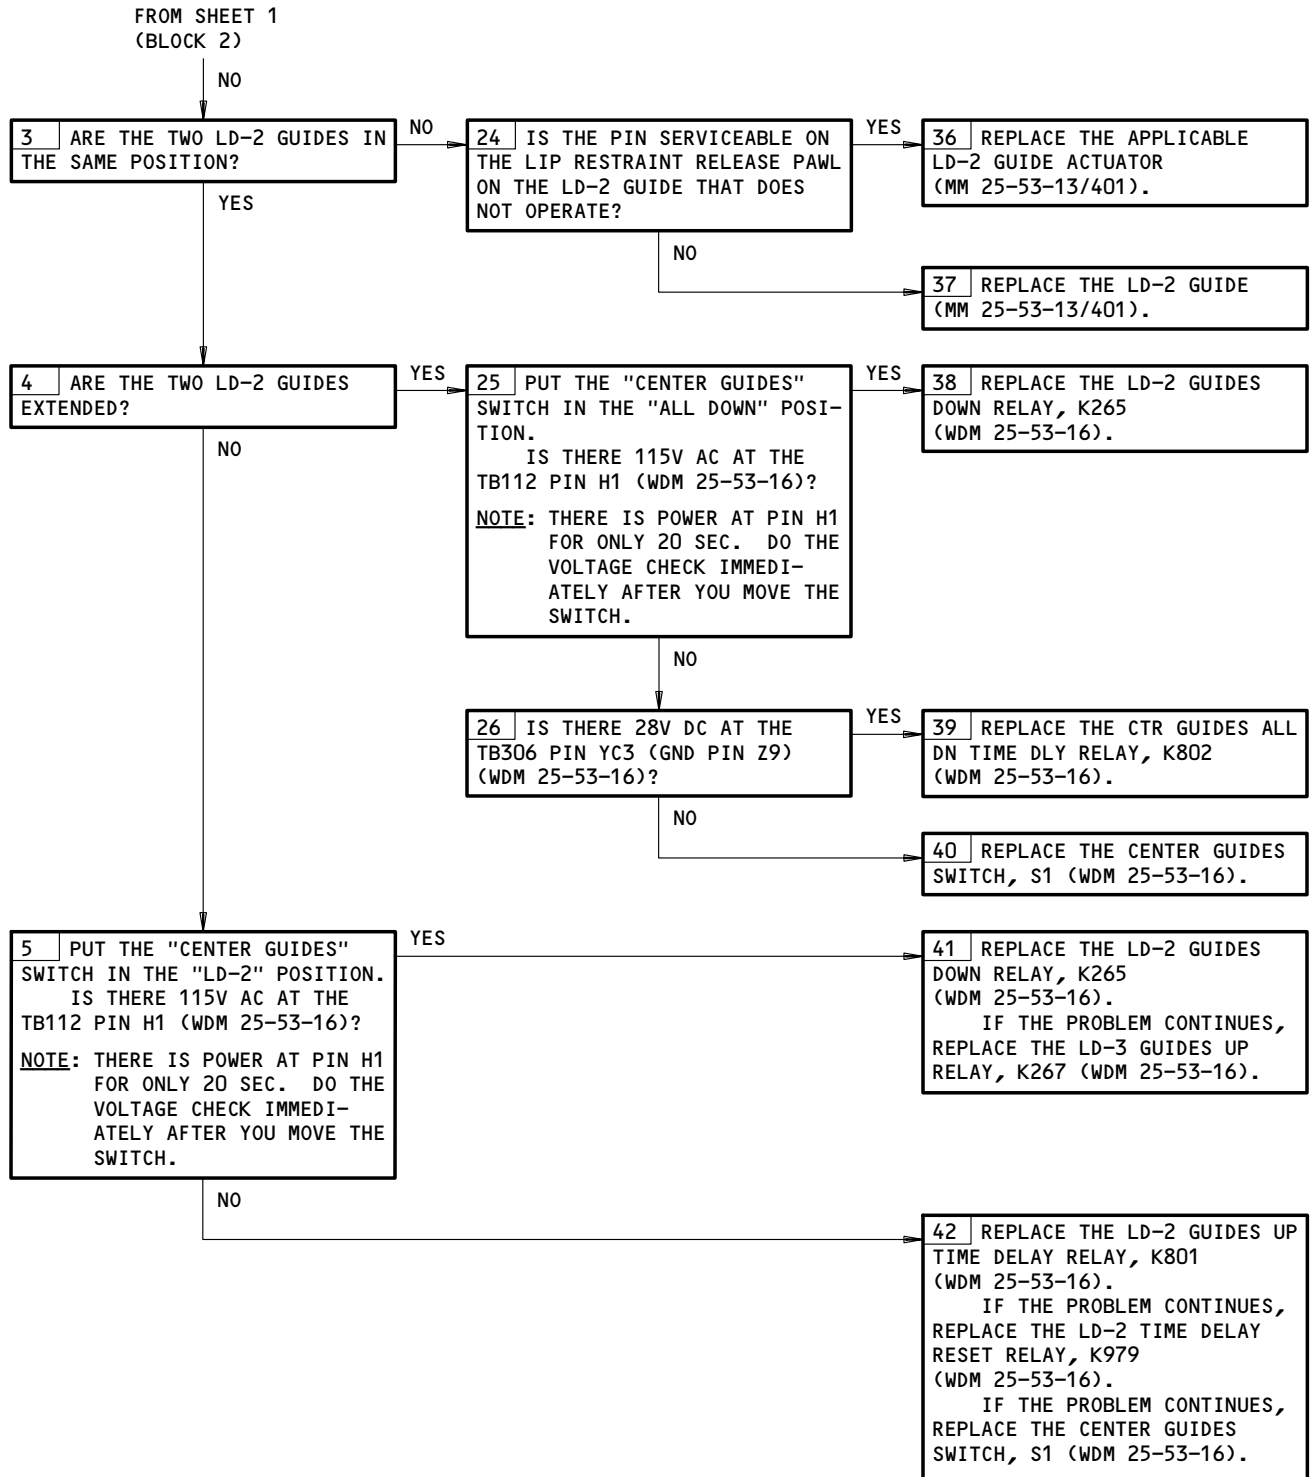 FROM SHEET 1
(BLOCK 2)
NO
3 ARE THE TWO LD-2 GUIDES IN
THE SAME POSITION?
NO
YES
24 IS THE PIN SERVICEABLE ON
THE LIP RESTRAINT RELEASE PAWL
ON THE LD-2 GUIDE THAT DOES
NOT OPERATE?
YES
NO
36 REPLACE THE APPLICABLE
LD-2 GUIDE ACTUATOR
(MM 25-53-13/401).
37 REPLACE THE LD-2 GUIDE
(MM 25-53-13/401).
4 ARE THE TWO LD-2 GUIDES
EXTENDED?
YES
NO
25 PUT THE "CENTER GUIDES"
SWITCH IN THE "ALL DOWN" POSI-
TION.
IS THERE 115V AC AT THE
TB112 PIN H1 (WDM 25-53-16)?
NOTE: THERE IS POWER AT PIN H1
FOR ONLY 20 SEC. DO THE
VOLTAGE CHECK IMMEDI-
ATELY AFTER YOU MOVE THE
SWITCH.
YES
NO
38 REPLACE THE LD-2 GUIDES
DOWN RELAY, K265
(WDM 25-53-16).
26 IS THERE 28V DC AT THE
TB306 PIN YC3 (GND PIN Z9)
(WDM 25-53-16)?
YES
NO
39 REPLACE THE CTR GUIDES ALL
DN TIME DLY RELAY, K802
(WDM 25-53-16).
40 REPLACE THE CENTER GUIDES
SWITCH, S1 (WDM 25-53-16).
5 PUT THE "CENTER GUIDES"
SWITCH IN THE "LD-2" POSITION.
IS THERE 115V AC AT THE
TB112 PIN H1 (WDM 25-53-16)?
NOTE: THERE IS POWER AT PIN H1
FOR ONLY 20 SEC. DO THE
VOLTAGE CHECK IMMEDI-
ATELY AFTER YOU MOVE THE
SWITCH.
YES
NO
41 REPLACE THE LD-2 GUIDES
DOWN RELAY, K265
(WDM 25-53-16).
IF THE PROBLEM CONTINUES,
REPLACE THE LD-3 GUIDES UP
RELAY, K267 (WDM 25-53-16).
42 REPLACE THE LD-2 GUIDES UP
TIME DELAY RELAY, K801
(WDM 25-53-16).
IF THE PROBLEM CONTINUES,
REPLACE THE LD-2 TIME DELAY
RESET RELAY, K979
(WDM 25-53-16).
IF THE PROBLEM CONTINUES,
REPLACE THE CENTER GUIDES
SWITCH, S1 (WDM 25-53-16).